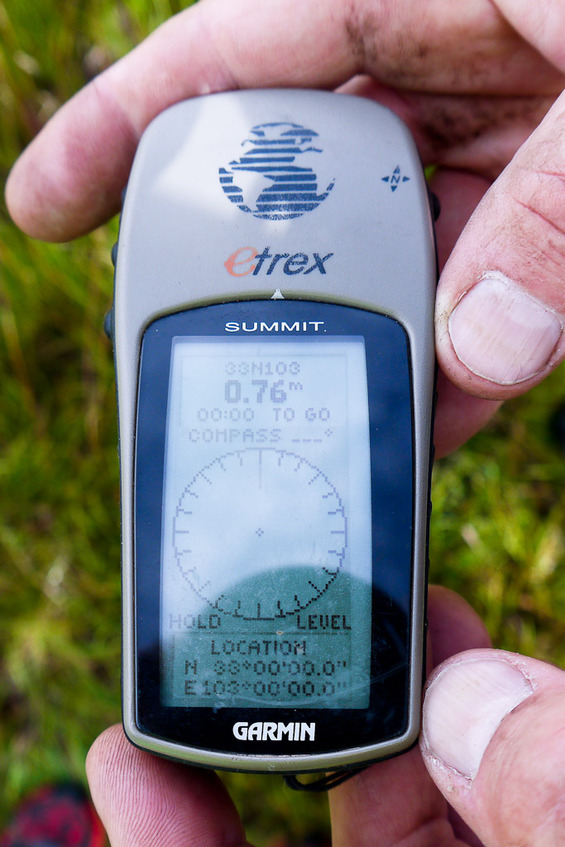 N
etrex
SUMMIT
33N103
0.76m
00:00 TO GO
COMPASS ___°
HOLD LEVEL
LOCATION
N 33°00'00.0"
E 103°00'00.0"
GARMIN